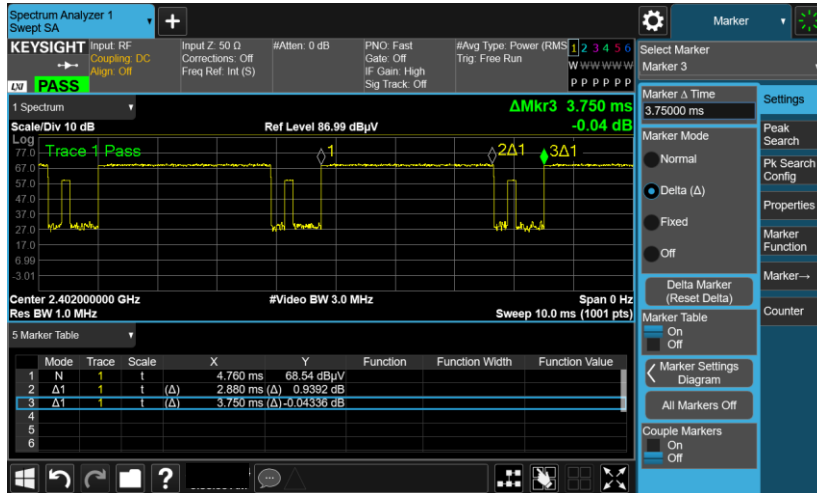 Spectrum Analyzer 1
Swept SA
+
Marker
KEYSIGHT
Input: RF
Coupling: DC
Align: Off
Input Z: 50 Ω
Corrections: Off
Freq Ref: Int (S)
#Atten: 0 dB
PNO: Fast
Gate: Off
IF Gain: High
Sig Track: Off
#Avg Type: Power (RMS
Trig: Free Run
1 2 3 4 5 6
W W W W W W
P P P P P P
LXI
PASS
Select Marker
Marker 3
1 Spectrum
ΔMkr3 3.750 ms
Scale/Div 10 dB
Ref Level 86.99 dBµV
-0.04 dB
Log
Trace 1 Pass
1
2Δ1
3Δ1
77.0
67.0
57.0
47.0
37.0
27.0
17.0
6.99
-3.01
Center 2.402000000 GHz
#Video BW 3.0 MHz
Span 0 Hz
Res BW 1.0 MHz
Sweep 10.0 ms (1001 pts)
5 Marker Table
Mode Trace Scale X Y Function Function Width Function Value
1 N 1 t 4.760 ms 68.54 dBµV
2 Δ1 1 t (Δ) 2.880 ms (Δ) 0.9392 dB
3 Δ1 1 t (Δ) 3.750 ms (Δ) -0.04336 dB
4
5
6
?
Marker Δ Time
3.75000 ms
Marker Mode
Normal
Delta (Δ)
Fixed
Off
Delta Marker
(Reset Delta)
Marker Table
On
Off
Marker Settings
Diagram
All Markers Off
Couple Markers
On
Off
Settings
Peak
Search
Pk Search
Config
Properties
Marker
Function
Marker→
Counter